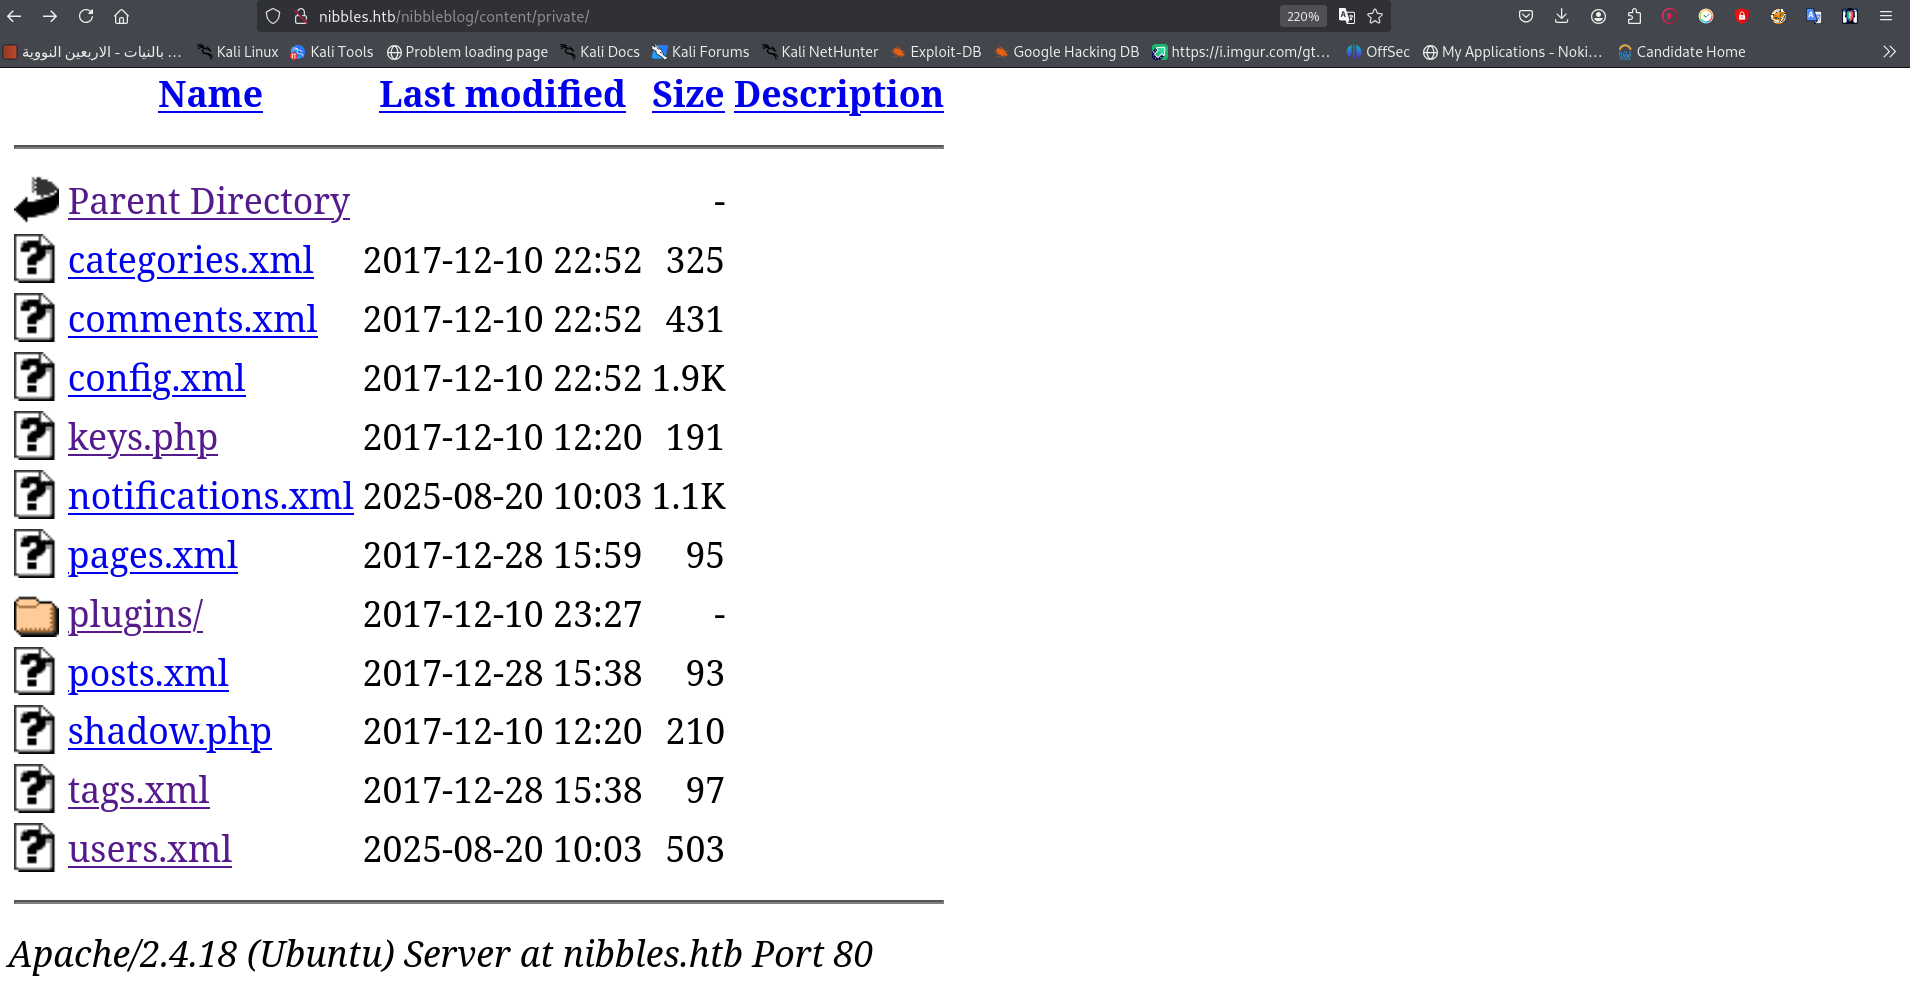 nibbles.htb/nibbleblog/content/private/ 220%
بالنيات - الاربعين النووية ... Kali Linux Kali Tools Problem loading page Kali Docs Kali Forums Kali NetHunter Exploit-DB Google Hacking DB https://i.imgur.com/gt... OffSec My Applications - Noki... Candidate Home
Name Last modified Size Description
Parent Directory -
categories.xml 2017-12-10 22:52 325
comments.xml 2017-12-10 22:52 431
config.xml 2017-12-10 22:52 1.9K
keys.php 2017-12-10 12:20 191
notifications.xml 2025-08-20 10:03 1.1K
pages.xml 2017-12-28 15:59 95
plugins/ 2017-12-10 23:27 -
posts.xml 2017-12-28 15:38 93
shadow.php 2017-12-10 12:20 210
tags.xml 2017-12-28 15:38 97
users.xml 2025-08-20 10:03 503
Apache/2.4.18 (Ubuntu) Server at nibbles.htb Port 80